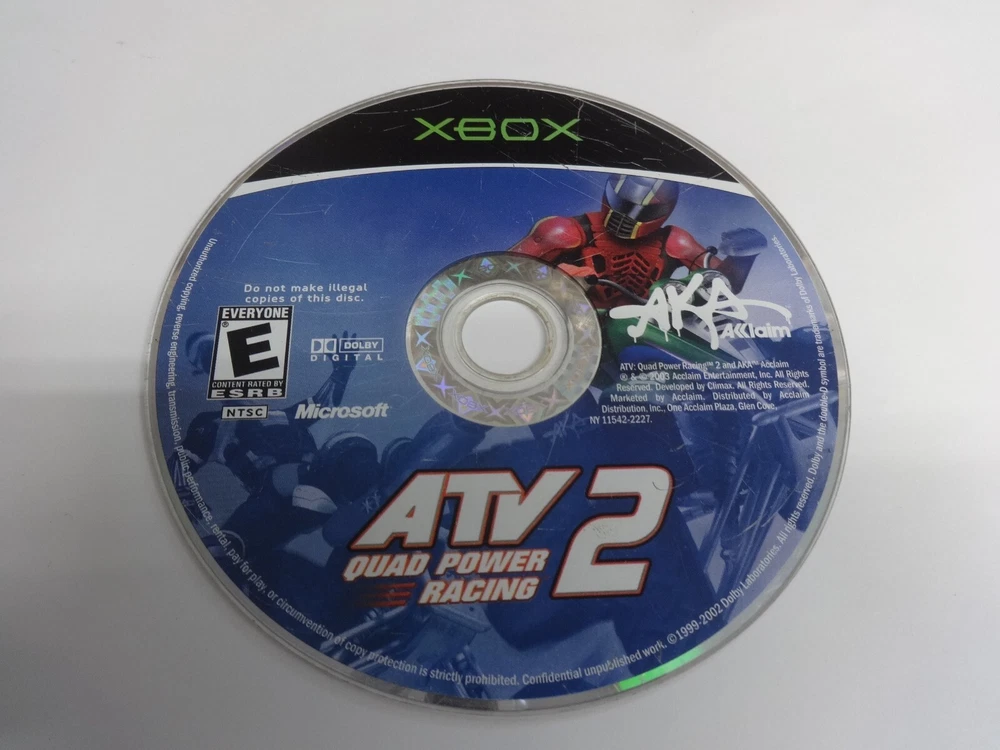 XBOX
Do not make illegal
copies of this disc.
EVERYONE
E
CONTENT RATED BY
ESRB
NTSC
DOLBY
DIGITAL
Microsoft
AKA
Acclaim
ATV: Quad Power Racing™ 2 and AKA™ Acclaim
® & © 2003 Acclaim Entertainment, Inc. All Rights
Reserved. Developed by Climax. All Rights Reserved.
Marketed by Acclaim. Distributed by Acclaim
Distribution, Inc., One Acclaim Plaza, Glen Cove,
NY 11542-2227.
ATV 2
QUAD POWER
RACING
Unauthorized copying, reverse engineering, transmission, public performance, rental, pay for play, or circumvention of copy protection is strictly prohibited. Confidential unpublished work. ©1999-2002 Dolby Laboratories. All rights reserved. Dolby and the double-D symbol are trademarks of Dolby Laboratories.